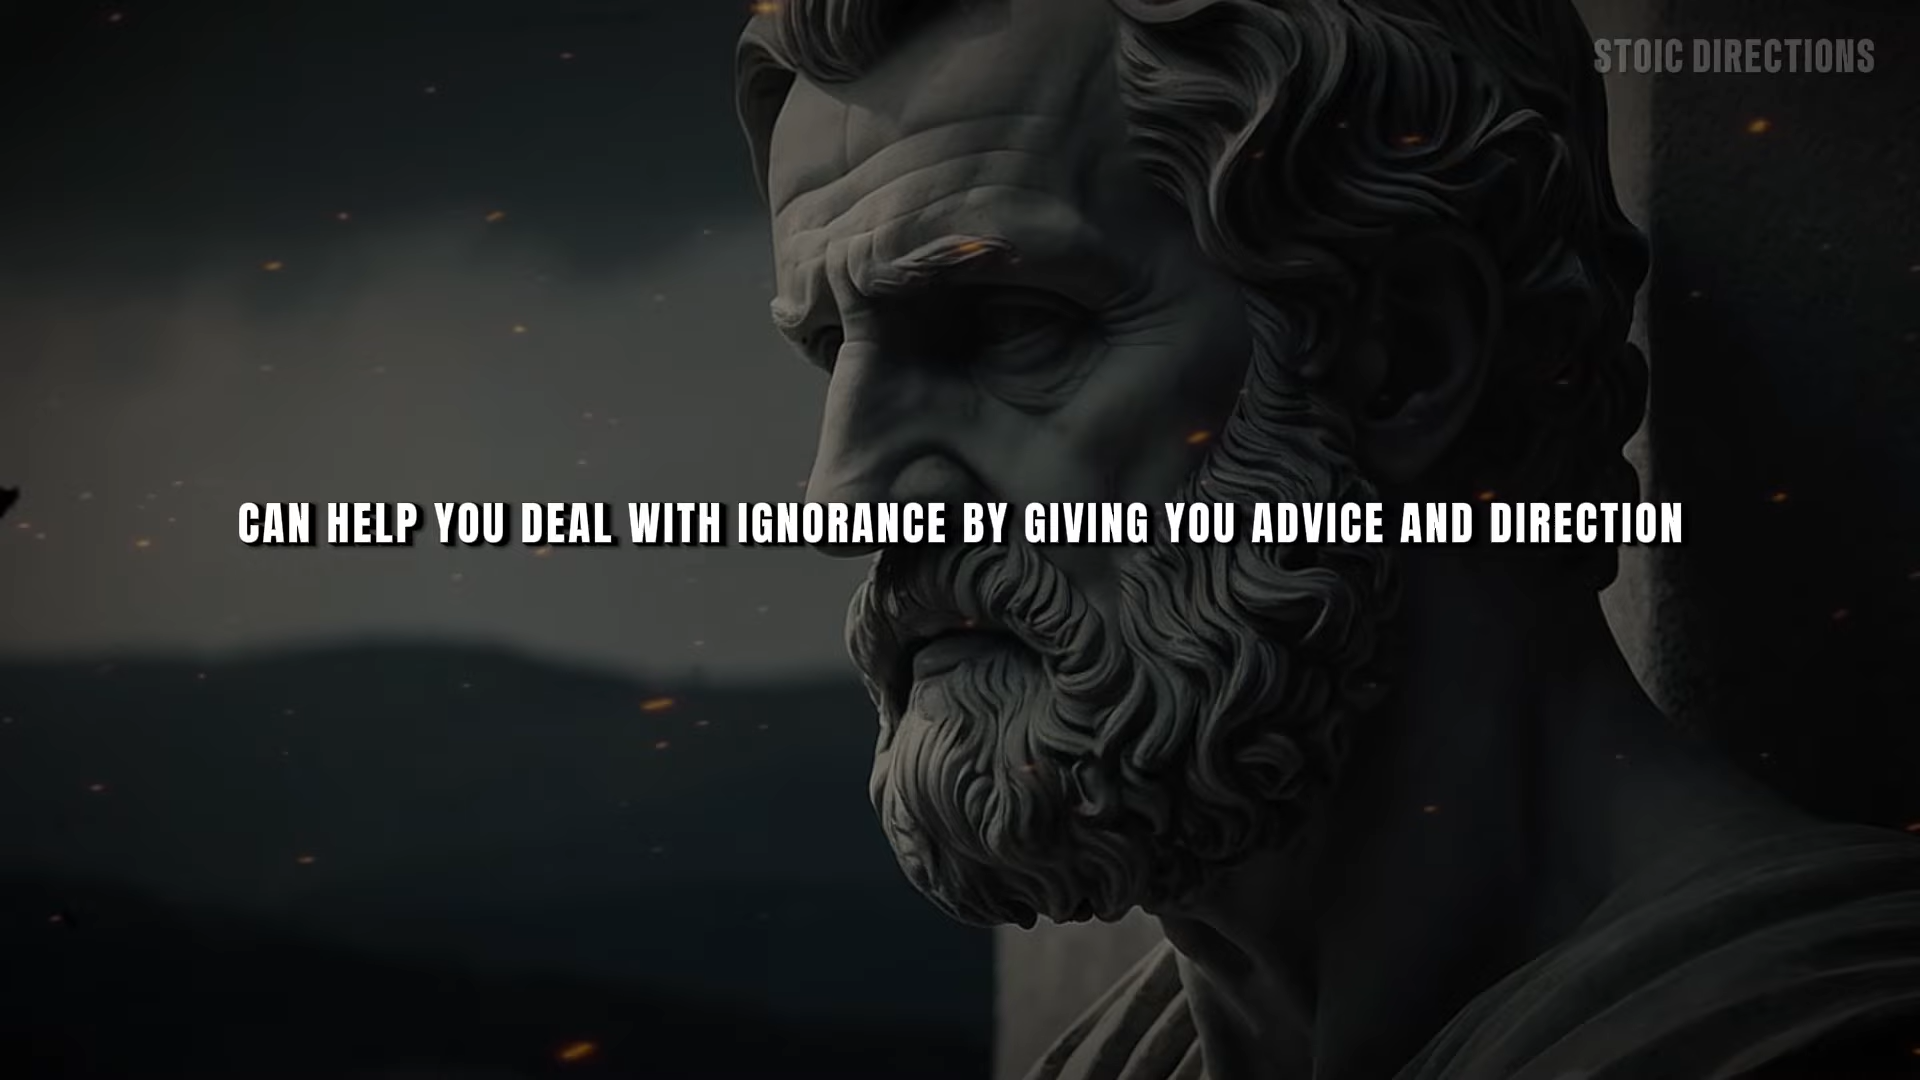 STOIC DIRECTIONS
CAN HELP YOU DEAL WITH IGNORANCE BY GIVING YOU ADVICE AND DIRECTION